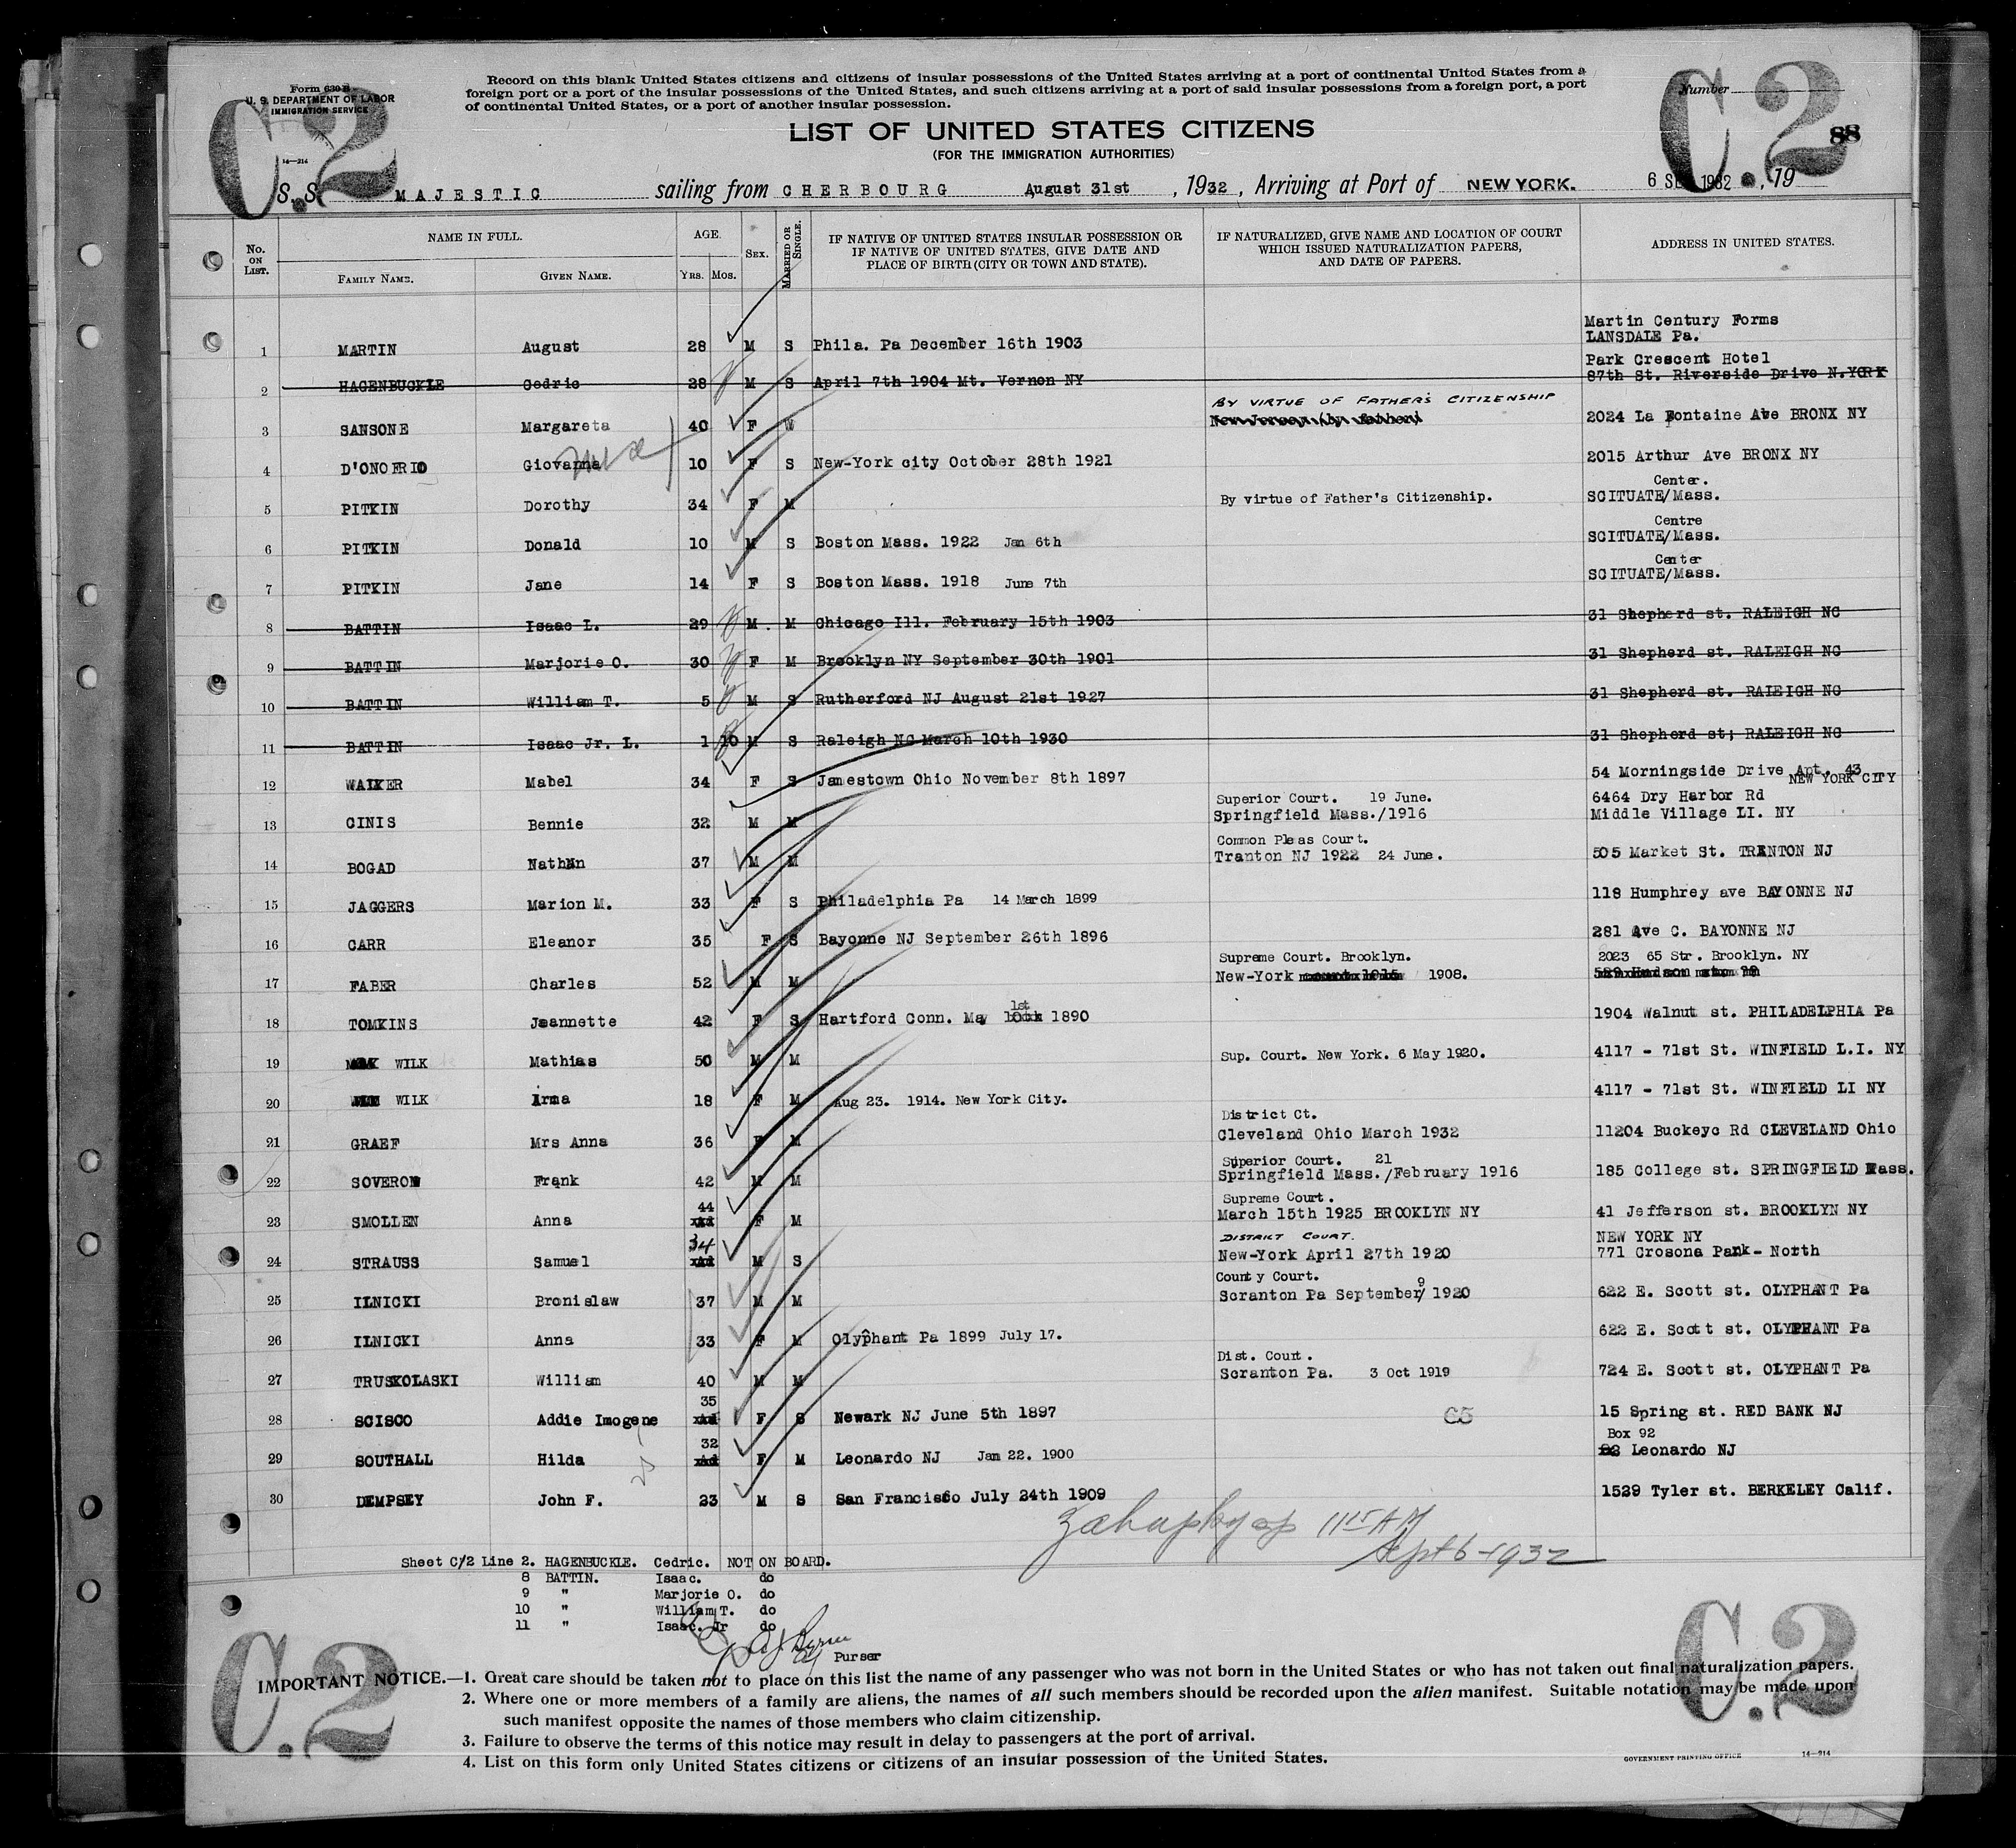 Form 630 B
U. S. DEPARTMENT OF LABOR
IMMIGRATION SERVICE
14—214
Record on this blank United States citizens and citizens of insular possessions of the United States arriving at a port of continental United States from a
foreign port or a port of the insular possessions of the United States, and such citizens arriving at a port of said insular possessions from a foreign port, a port
of continental United States, or a port of another insular possession.
Number
C.2
C.2
88
LIST OF UNITED STATES CITIZENS
(FOR THE IMMIGRATION AUTHORITIES)
S. S. MAJESTIC sailing from CHERBOURG August 31st, 1932, Arriving at Port of NEW YORK. 6 SEP 1932, 19
No. ON LIST. NAME IN FULL. FAMILY NAME. GIVEN NAME. AGE. YRS. MOS. SEX. MARRIED OR SINGLE. IF NATIVE OF UNITED STATES INSULAR POSSESSION OR IF NATIVE OF UNITED STATES, GIVE DATE AND PLACE OF BIRTH (CITY OR TOWN AND STATE). IF NATURALIZED, GIVE NAME AND LOCATION OF COURT WHICH ISSUED NATURALIZATION PAPERS, AND DATE OF PAPERS. ADDRESS IN UNITED STATES.
Martin Century Forms
1 MARTIN August 28 M S Phila. Pa December 16th 1903 LANSDALE Pa.
Park Crescent Hotel
2 HAGENBUCKLE Cedric 28 M S April 7th 1904 Mt. Vernon NY 87th St. Riverside Drive N.YORK
BY VIRTUE OF FATHER'S CITIZENSHIP
3 SANSONE Margareta 40 F W 2024 La Fontaine Ave BRONX NY
4 D'ONOFRIO Giovanna 10 F S New-York city October 28th 1921 2015 Arthur Ave BRONX NY
Center.
5 PITKIN Dorothy 34 F M By virtue of Father's Citizenship. SCITUATE/Mass.
Centre
6 PITKIN Donald 10 M S Boston Mass. 1922 Jan 6th SCITUATE/Mass.
Center
7 PITKIN Jane 14 F S Boston Mass. 1918 June 7th SCITUATE/Mass.
8 BATTIN Isaac L. 29 M. M Chicago Ill. February 15th 1903 31 Shepherd st. RALEIGH NC
9 BATTIN Marjorie O. 30 F M Brooklyn NY September 30th 1901 31 Shepherd st. RALEIGH NC
10 BATTIN William T. 5 M S Rutherford NJ August 21st 1927 31 Shepherd st. RALEIGH NC
11 BATTIN Isaac Jr. L. 1 10 M S Raleigh NC March 10th 1930 31 Shepherd st; RALEIGH NC
12 WALKER Mabel 34 F S Jamestown Ohio November 8th 1897 54 Morningside Drive Apt. 43
NEW YORK CITY
Superior Court. 19 June. 6464 Dry Harbor Rd
13 CINIS Bennie 32 M M Springfield Mass./1916 Middle Village LI. NY
Common Pleas Court.
14 BOGAD Nathan 37 M M Tranton NJ 1922 24 June. 505 Market St. TRENTON NJ
15 JAGGERS Marion M. 33 F S Philadelphia Pa 14 March 1899 118 Humphrey ave BAYONNE NJ
16 CARR Eleanor 35 F S Bayonne NJ September 26th 1896 281 Ave C. BAYONNE NJ
Supreme Court. Brooklyn. 2023 65 Str. Brooklyn. NY
17 FABER Charles 52 M M New-York court 1915 1908. 529 Hudson
1st
18 TOMKINS Jeannette 42 F S Hartford Conn. May 10th 1890 1904 Walnut st. PHILADELPHIA Pa
19 WILK Mathias 50 M M Sup. Court. New York. 6 May 1920. 4117 - 71st St. WINFIELD L.I. NY
20 WILK Irma 18 F M Aug 23. 1914. New York City. 4117 - 71st St. WINFIELD LI NY
District Ct.
21 GRAEF Mrs Anna 36 F M Cleveland Ohio March 1932 11204 Buckeye Rd CLEVELAND Ohio
Superior Court. 21
22 SOVERON Frank 42 M M Springfield Mass./February 1916 185 College st. SPRINGFIELD Mass.
44 Supreme Court.
23 SMOLLEN Anna Ad F M March 15th 1925 BROOKLYN NY 41 Jefferson st. BROOKLYN NY
34 DISTRICT COURT. NEW YORK NY
24 STRAUSS Samuel Ad M S New-York April 27th 1920 771 Crosona Park- North
County Court. 9
25 ILNICKI Bronislaw 37 M M Scranton Pa September/ 1920 622 E. Scott st. OLYPHANT Pa
26 ILNICKI Anna 33 F M Olyphant Pa 1899 July 17. 622 E. Scott st. OLYPHANT Pa
Dist. Court.
27 TRUSKOLASKI William 40 M M Scranton Pa. 3 Oct 1919 724 E. Scott st. OLYPHANT Pa
35
28 SCISCO Addie Imogene Ad F S Newark NJ June 5th 1897 C5 15 Spring st. RED BANK NJ
32 Box 92
29 SOUTHALL Hilda Ad F M Leonardo NJ Jan 22. 1900 Leonardo NJ
30 DEMPSEY John F. 23 M S San Francisco July 24th 1909 1529 Tyler st. BERKELEY Calif.
11 15 AM
Sept 6-1932
Sheet C/2 Line 2. HAGENBUCKLE. Cedric. NOT ON BOARD.
8 BATTIN. Isaac. do
9 " Marjorie O. do
10 " William T. do
11 " Isaac. Jr do
Purser
C.2
C.2
IMPORTANT NOTICE.—1. Great care should be taken not to place on this list the name of any passenger who was not born in the United States or who has not taken out final naturalization papers.
2. Where one or more members of a family are aliens, the names of all such members should be recorded upon the alien manifest. Suitable notation may be made upon
such manifest opposite the names of those members who claim citizenship.
3. Failure to observe the terms of this notice may result in delay to passengers at the port of arrival.
4. List on this form only United States citizens or citizens of an insular possession of the United States.
GOVERNMENT PRINTING OFFICE 14—214